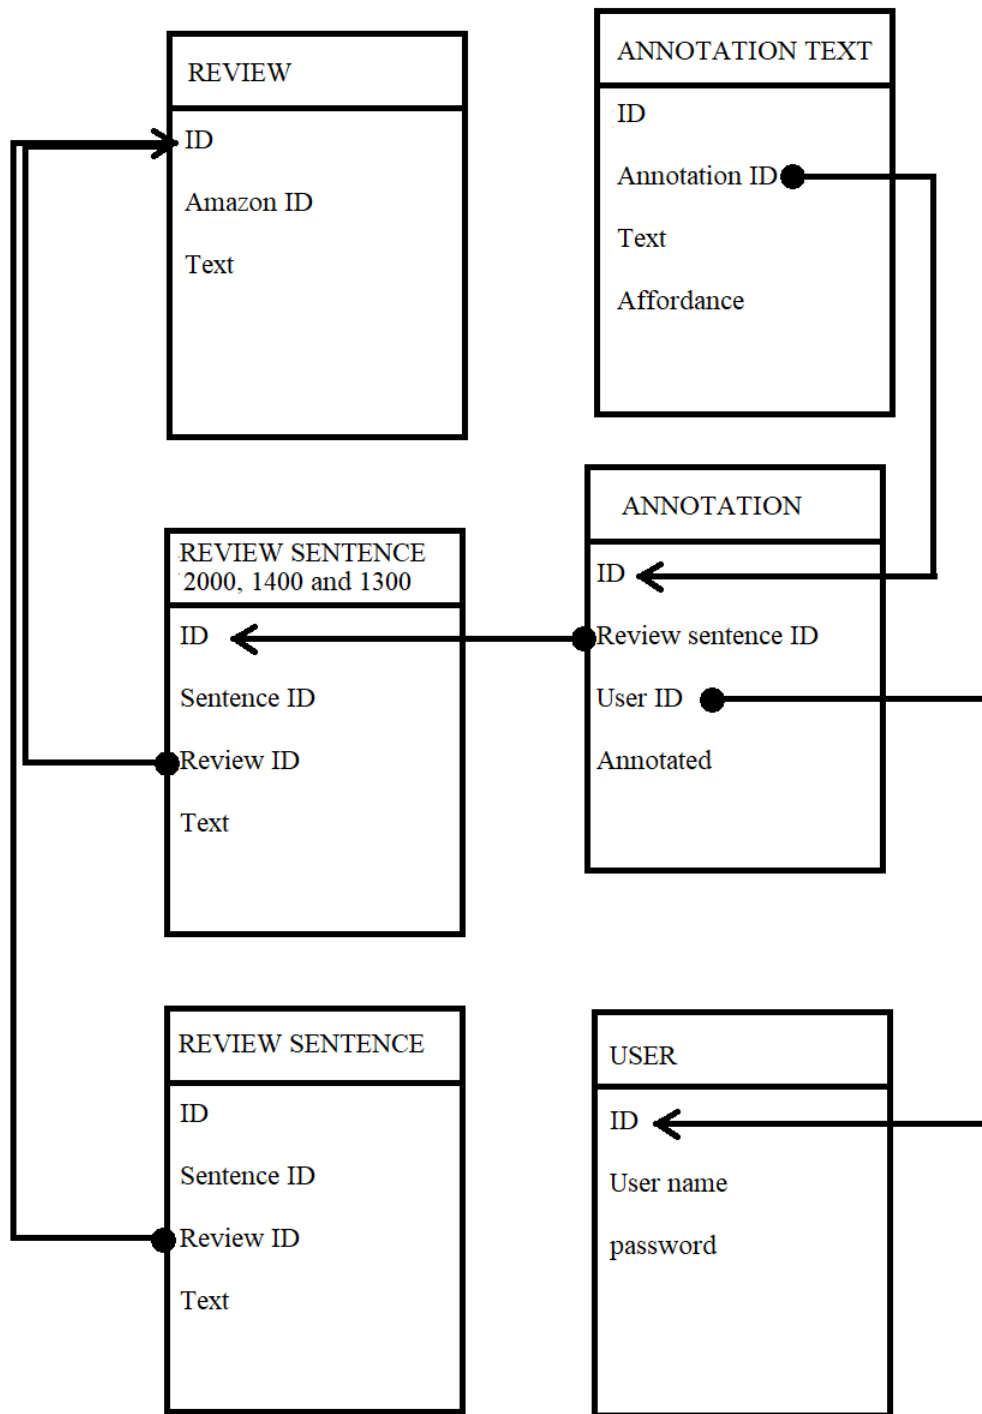 REVIEW
ID
Amazon ID
Text
ANNOTATION TEXT
ID
Annotation ID
Text
Affordance
REVIEW SENTENCE
2000, 1400 and 1300
ID
Sentence ID
Review ID
Text
ANNOTATION
ID
Review sentence ID
User ID
Annotated
REVIEW SENTENCE
ID
Sentence ID
Review ID
Text
USER
ID
User name
password